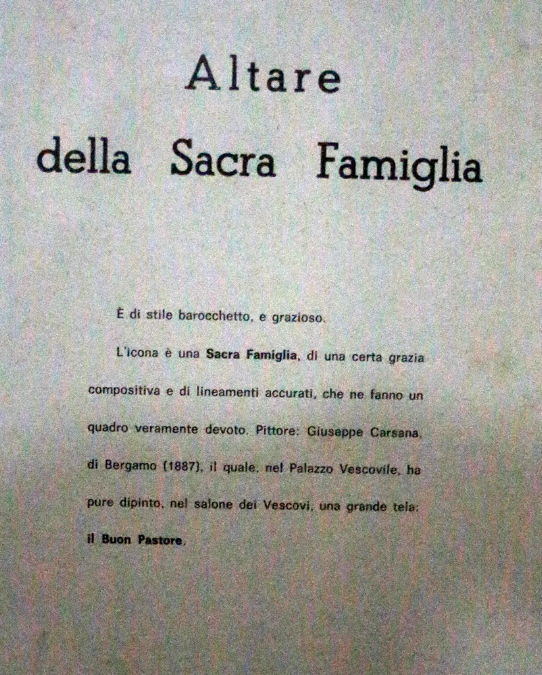 Altare
della Sacra Famiglia
È di stile barocchetto, e grazioso.
L'icona è una Sacra Famiglia, di una certa grazia
compositiva e di lineamenti accurati, che ne fanno un
quadro veramente devoto. Pittore: Giuseppe Carsana,
di Bergamo (1887), il quale, nel Palazzo Vescovile, ha
pure dipinto, nel salone dei Vescovi, una grande tela:
il Buon Pastore.